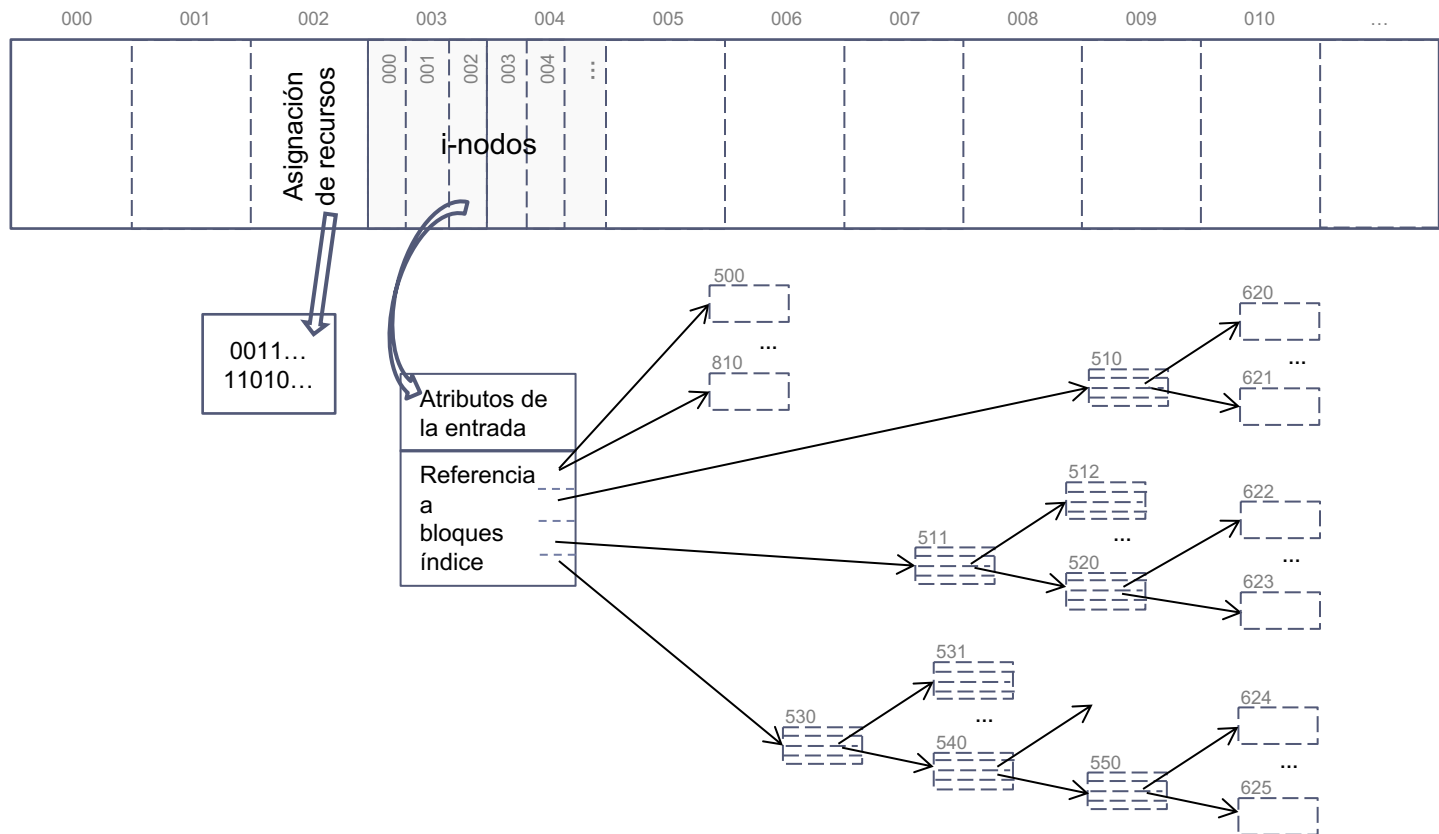 000 001 002 003 004 005 006 007 008 009 010 ...
Asignación
de recursos
000 001 002 003 004 ...
i-nodos
0011...
11010...
Atributos de
la entrada
Referencia
a
bloques
índice
500
...
810
510
620
...
621
511
512
...
520
622
...
623
530
531
...
540
550
624
...
625